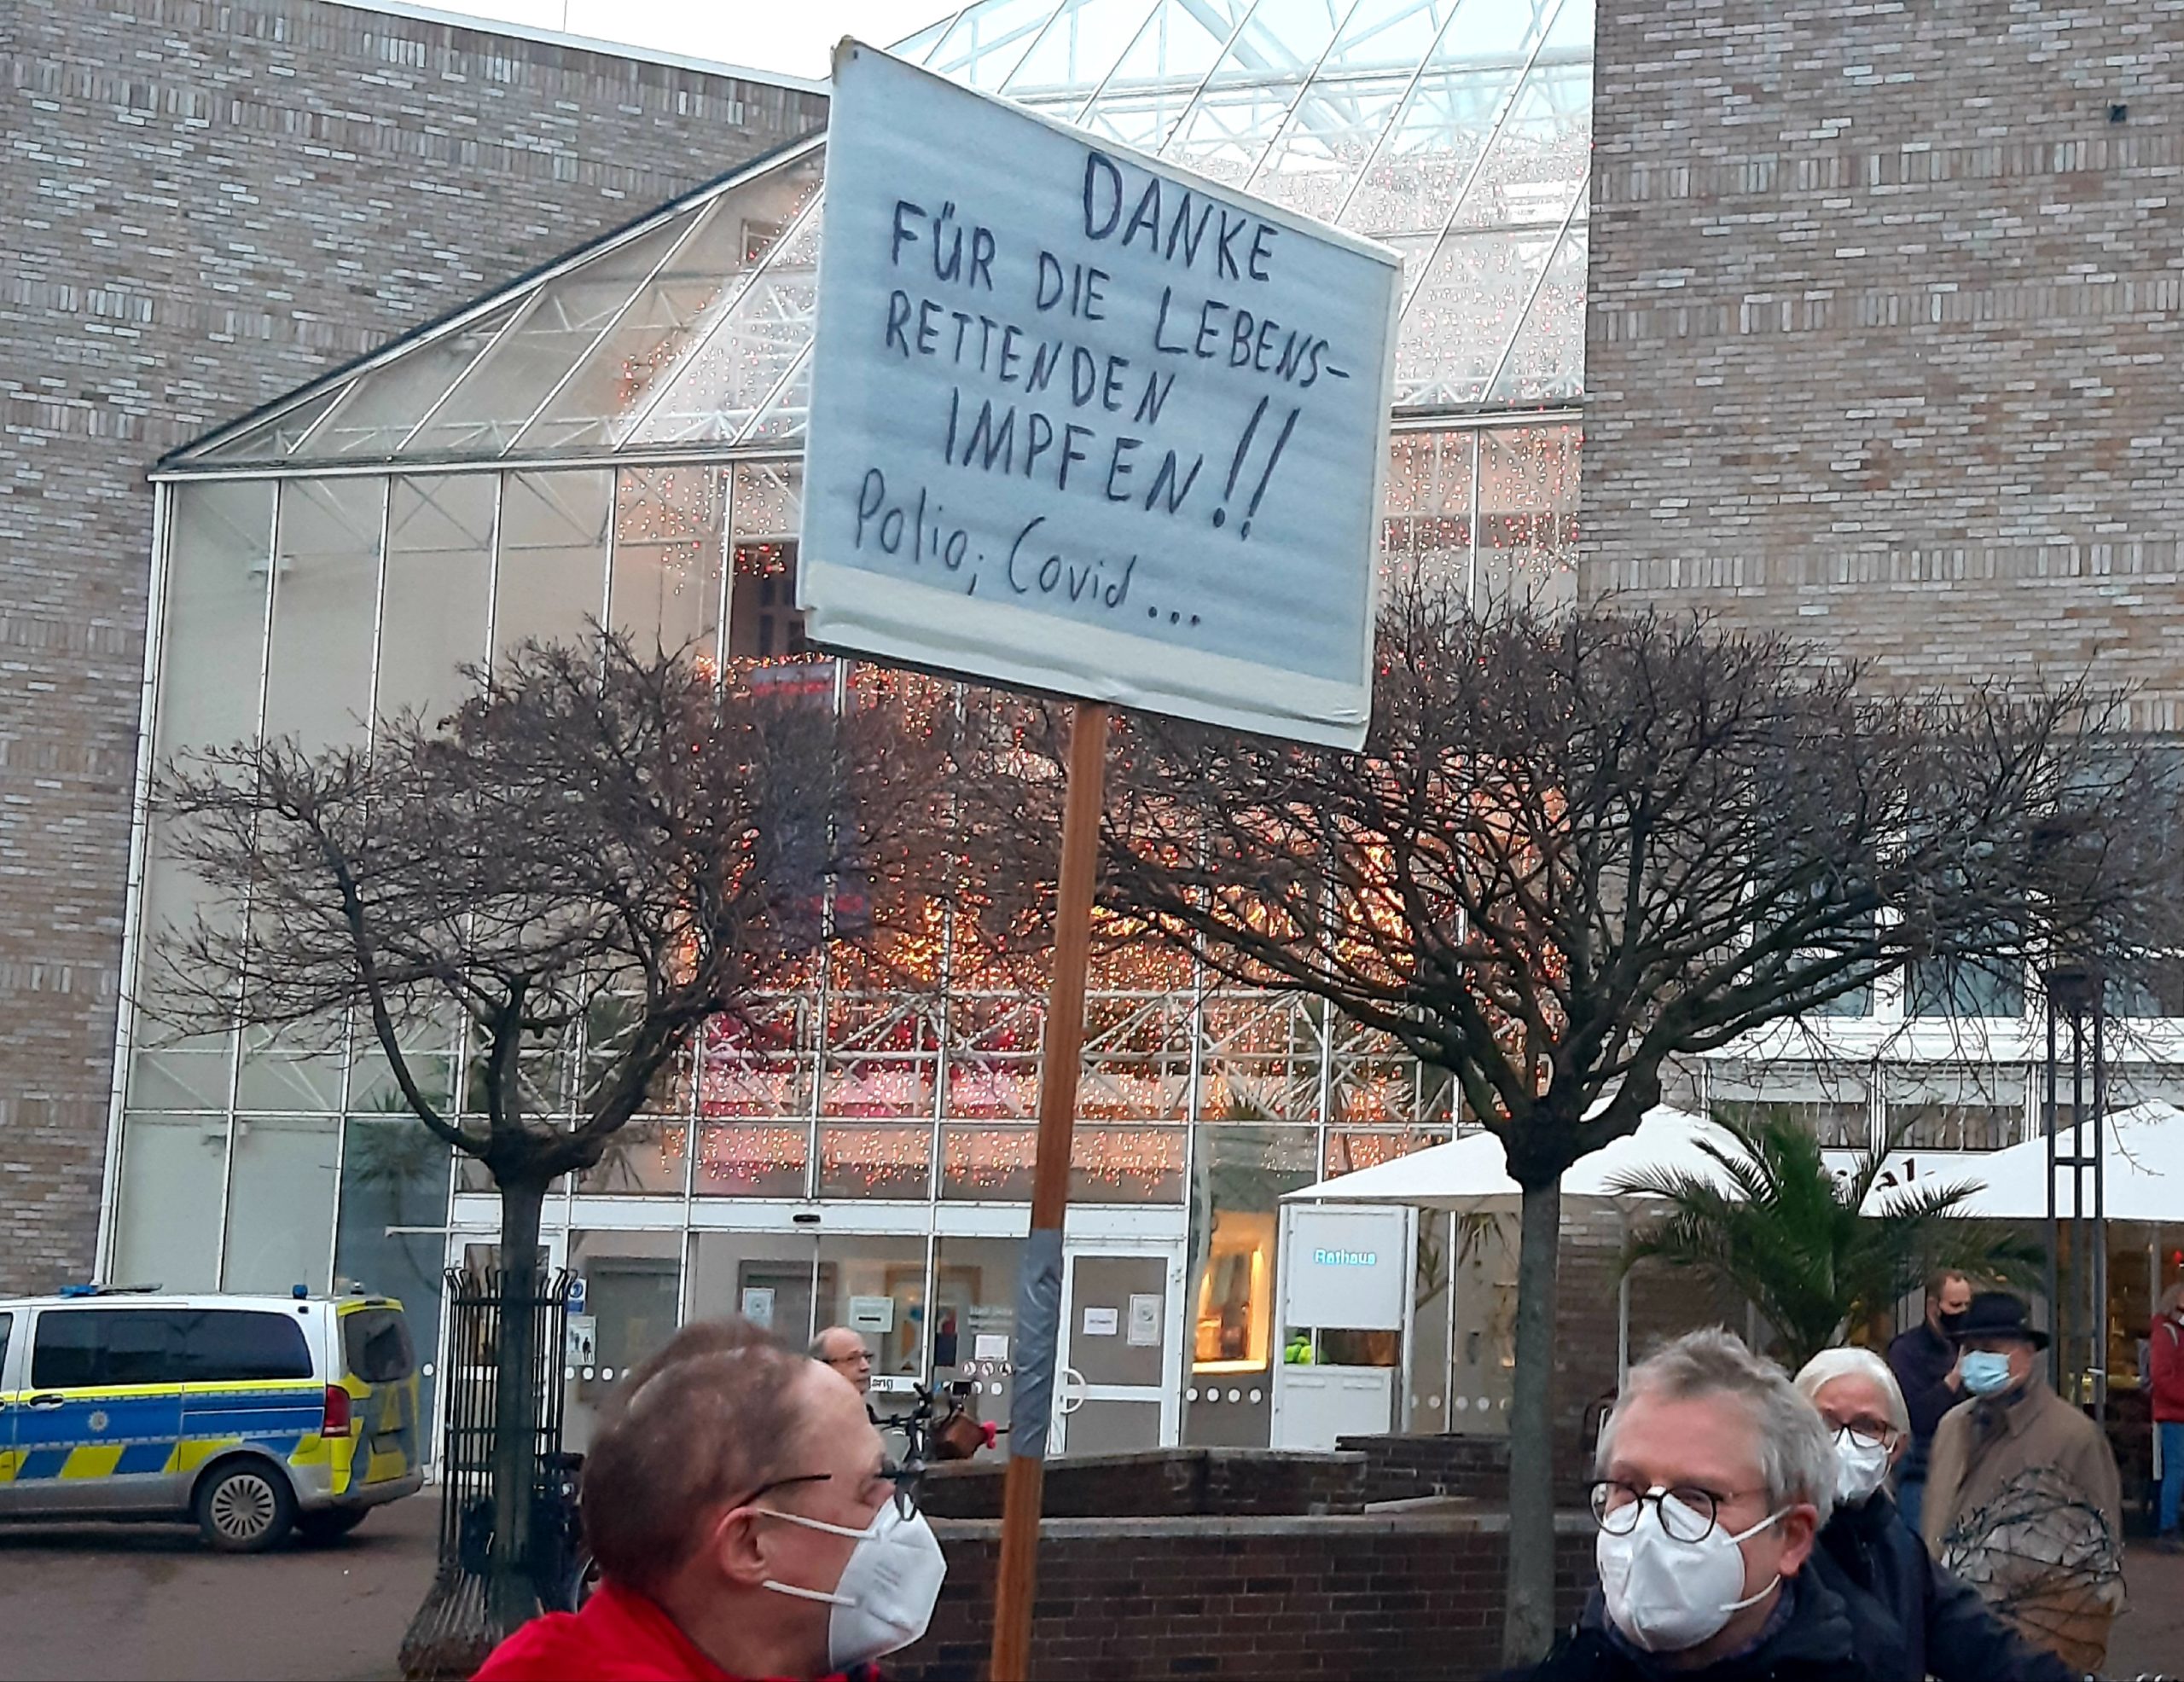 DANKE
FÜR DIE LEBENS-
RETTENDEN
IMPFEN!!
Polio; Covid...
Rathaus